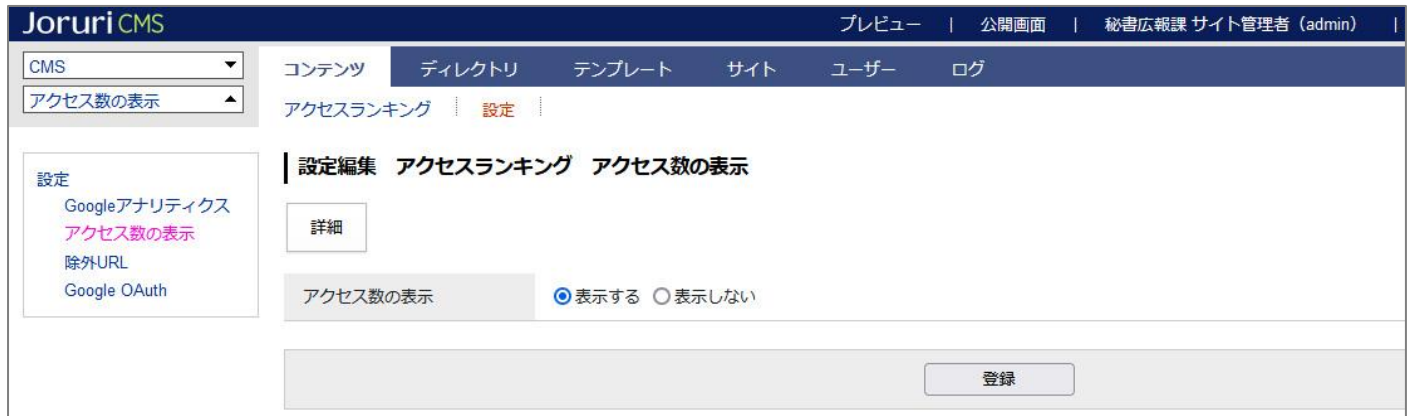 Joruri CMS
プレビュー | 公開画面 | 秘書広報課 サイト管理者（admin） |
CMS
アクセス数の表示
コンテンツ ディレクトリ テンプレート サイト ユーザー ログ
アクセスランキング 設定
設定
Googleアナリティクス
アクセス数の表示
除外URL
Google OAuth
設定編集 アクセスランキング アクセス数の表示
詳細
アクセス数の表示 表示する 表示しない
登録